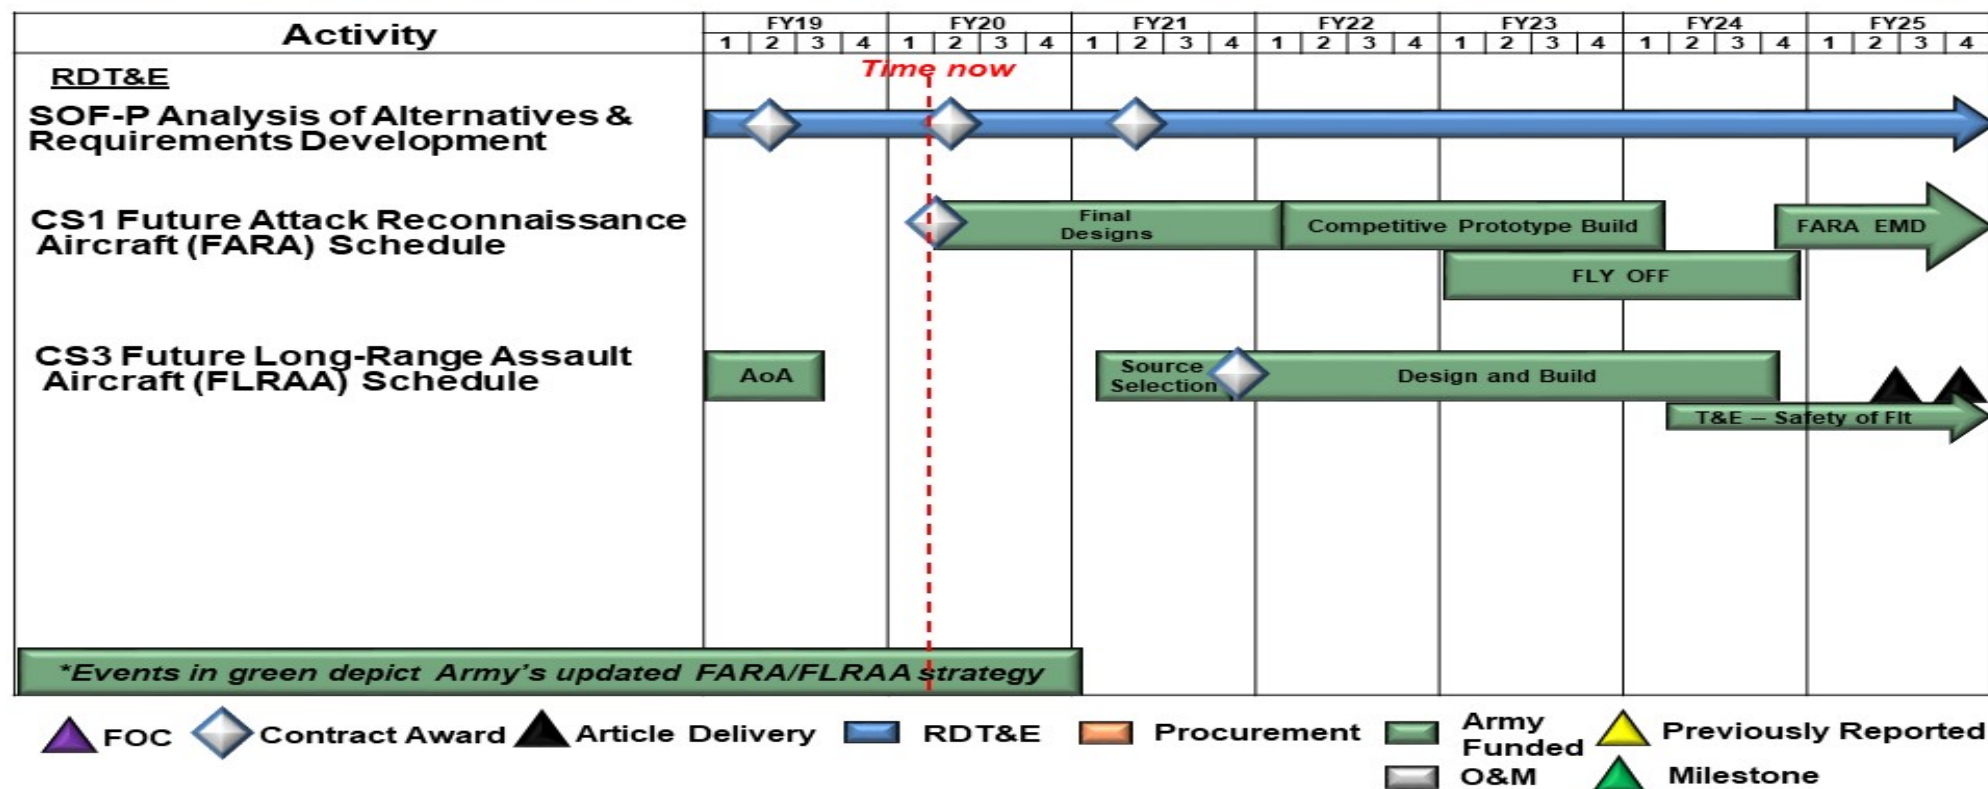 Activity
FY19 FY20 FY21 FY22 FY23 FY24 FY25
1 2 3 4 1 2 3 4 1 2 3 4 1 2 3 4 1 2 3 4 1 2 3 4 1 2 3 4
Time now
RDT&E
SOF-P Analysis of Alternatives &
Requirements Development
CS1 Future Attack Reconnaissance
Aircraft (FARA) Schedule
Final
Designs
Competitive Prototype Build
FARA EMD
FLY OFF
CS3 Future Long-Range Assault
Aircraft (FLRAA) Schedule
AoA
Source
Selection
Design and Build
T&E – Safety of Flt
*Events in green depict Army's updated FARA/FLRAA strategy
FOC
Contract Award
Article Delivery
RDT&E
Procurement
Army
Funded
Previously Reported
O&M
Milestone